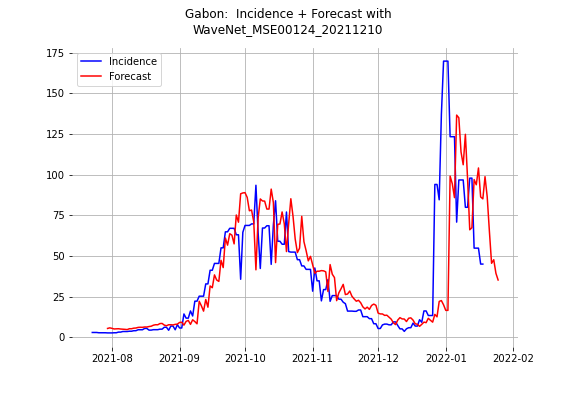 Gabon:  Incidence + Forecast with
WaveNet_MSE00124_20211210
Incidence
Forecast
175
150
125
100
75
50
25
0
2021-08 2021-09 2021-10 2021-11 2021-12 2022-01 2022-02